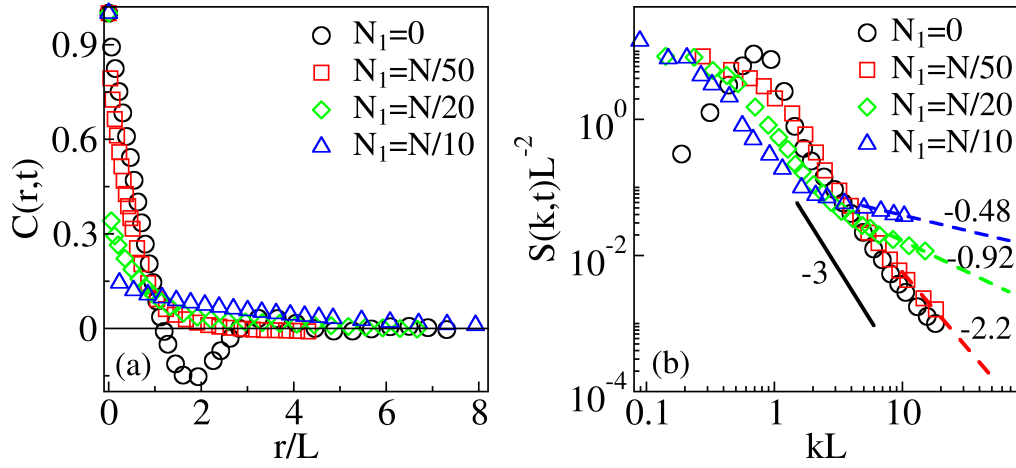 C(r,t)
0.9
0.6
0.3
0
N₁=0
N₁=N/50
N₁=N/20
N₁=N/10
(a)
0 2 4 6 8
r/L
S(k,t)L⁻²
10⁰
10⁻²
10⁻⁴
N₁=0
N₁=N/50
N₁=N/20
N₁=N/10
-0.48
-0.92
-3
-2.2
(b)
0.1 1 10
kL